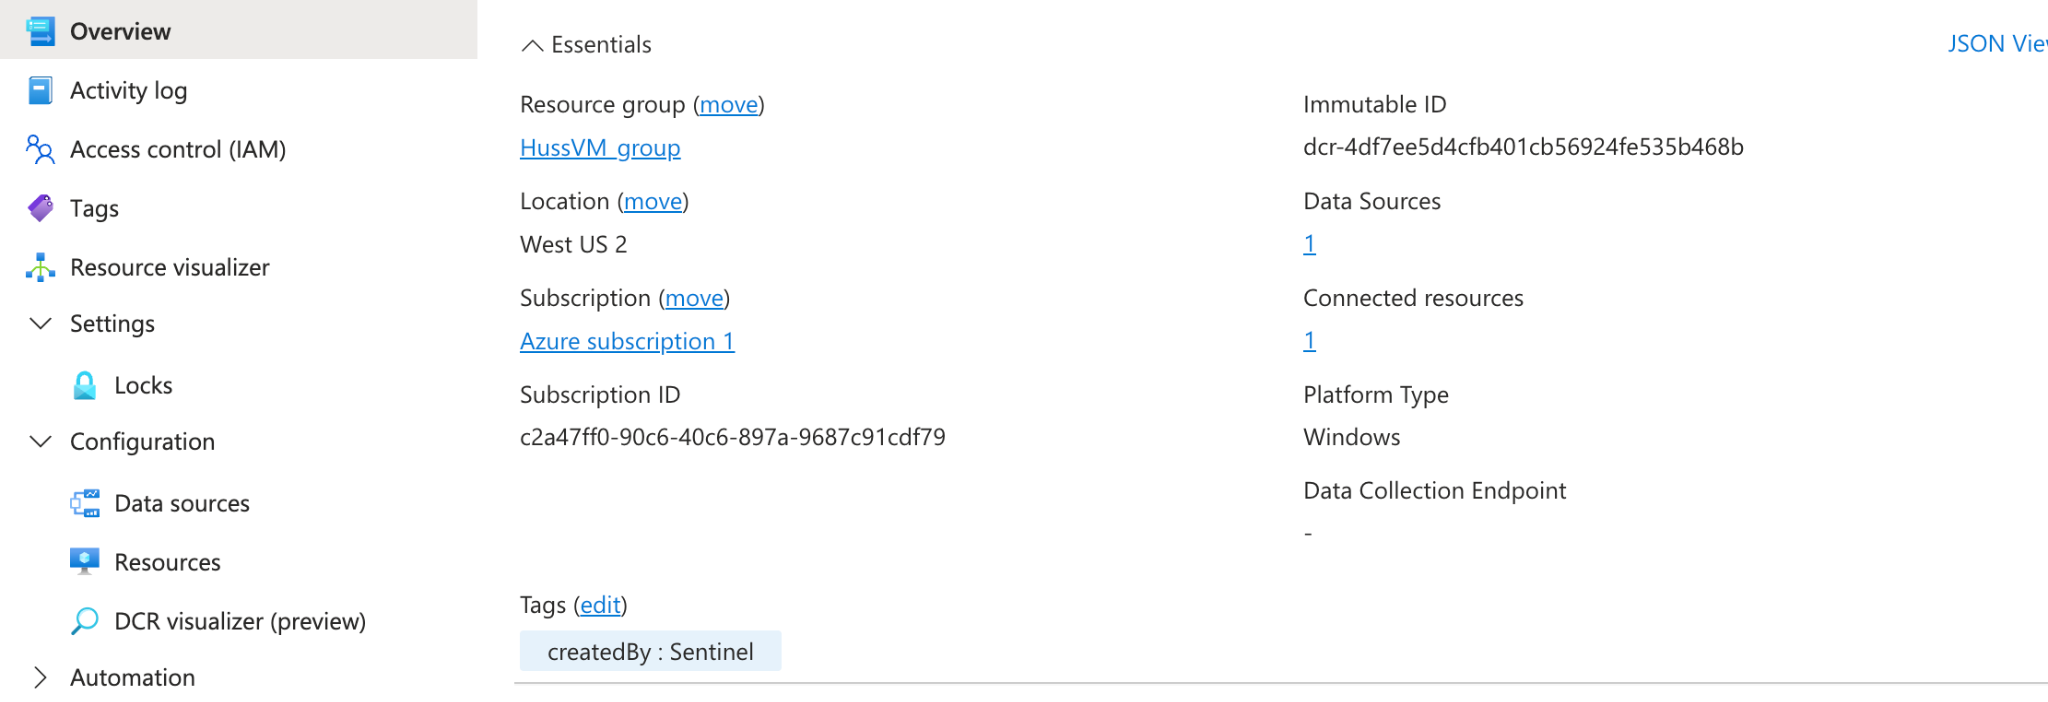 Overview
Activity log
Access control (IAM)
Tags
Resource visualizer
Settings
Locks
Configuration
Data sources
Resources
DCR visualizer (preview)
Automation
Essentials
JSON Vie
Resource group (move)
HussVM_group
Location (move)
West US 2
Subscription (move)
Azure subscription 1
Subscription ID
c2a47ff0-90c6-40c6-897a-9687c91cdf79
Immutable ID
dcr-4df7ee5d4cfb401cb56924fe535b468b
Data Sources
1
Connected resources
1
Platform Type
Windows
Data Collection Endpoint
-
Tags (edit)
createdBy : Sentinel